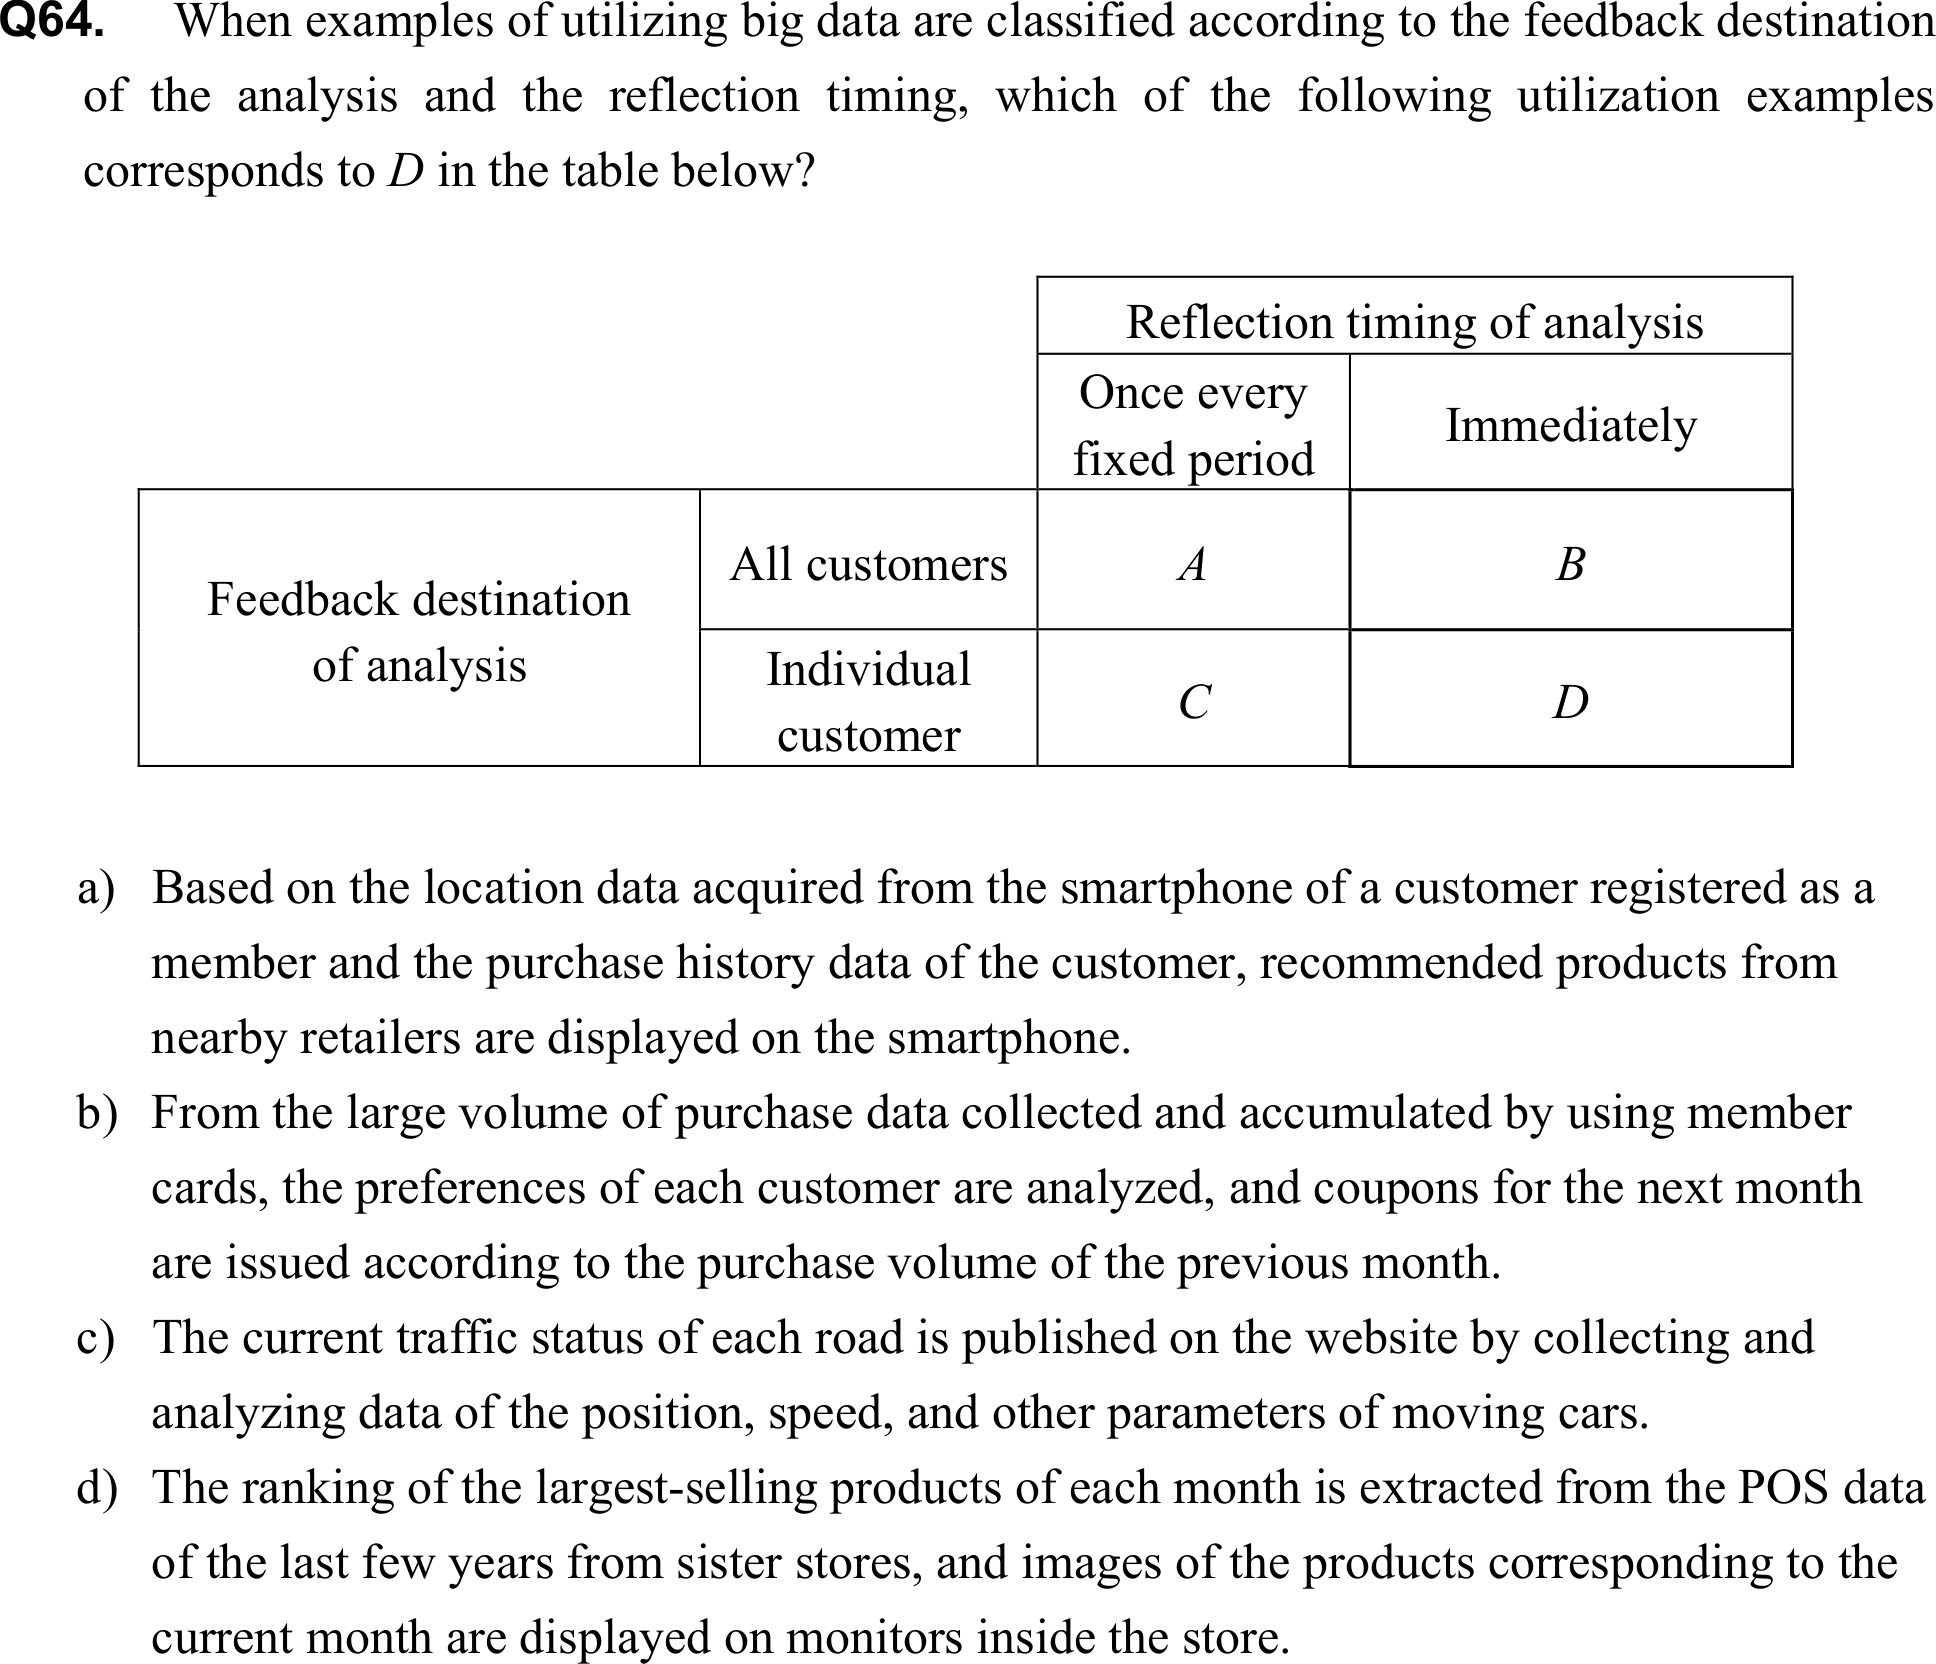 Q64. When examples of utilizing big data are classified according to the feedback destination
of the analysis and the reflection timing, which of the following utilization examples
corresponds to D in the table below?
Reflection timing of analysis
Once every
fixed period
Immediately
Feedback destination
of analysis
All customers
A
B
Individual
customer
C
D
a) Based on the location data acquired from the smartphone of a customer registered as a
member and the purchase history data of the customer, recommended products from
nearby retailers are displayed on the smartphone.
b) From the large volume of purchase data collected and accumulated by using member
cards, the preferences of each customer are analyzed, and coupons for the next month
are issued according to the purchase volume of the previous month.
c) The current traffic status of each road is published on the website by collecting and
analyzing data of the position, speed, and other parameters of moving cars.
d) The ranking of the largest-selling products of each month is extracted from the POS data
of the last few years from sister stores, and images of the products corresponding to the
current month are displayed on monitors inside the store.